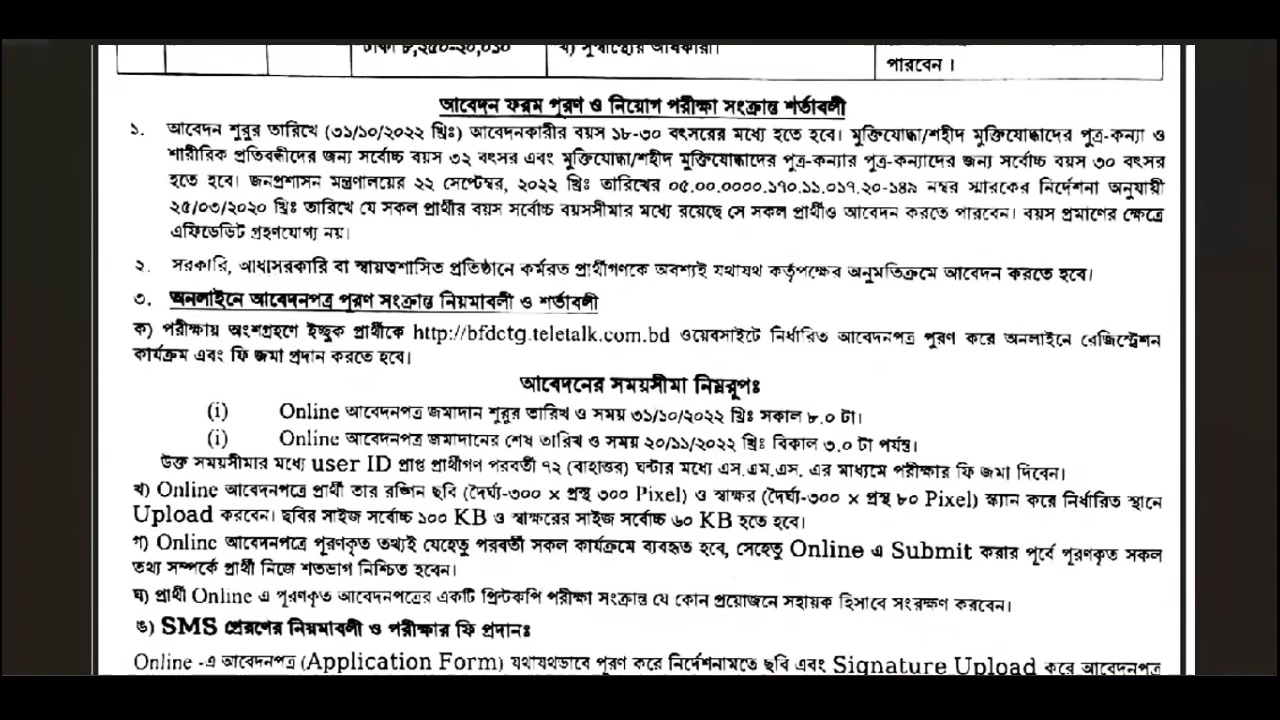 টাকা ৮,২৫০-২০,০১০
খ) সুস্বাস্থ্যের অধিকারী।
পারবেন ।
আবেদন ফরম পূরণ ও নিয়োগ পরীক্ষা সংক্রান্ত শর্তাবলী
১. আবেদন শুরুর তারিখে (৩১/১০/২০২২ খ্রিঃ) আবেদনকারীর বয়স ১৮-৩০ বৎসরের মধ্যে হতে হবে। মুক্তিযোদ্ধা/শহীদ মুক্তিযোদ্ধাদের পুত্র-কন্যা ও
শারীরিক প্রতিবন্ধীদের জন্য সর্বোচ্চ বয়স ৩২ বৎসর এবং মুক্তিযোদ্ধা/শহীদ মুক্তিযোদ্ধাদের পুত্র-কন্যার পুত্র-কন্যাদের জন্য সর্বোচ্চ বয়স ৩০ বৎসর
হতে হবে। জনপ্রশাসন মন্ত্রণালয়ের ২২ সেপ্টেম্বর, ২০২২ খ্রিঃ তারিখের ০৫.০০.০০০০.১৭০.১১.০১৭.২০-১৪৯ নম্বর স্মারকের নির্দেশনা অনুযায়ী
২৫/০৩/২০২০ খ্রিঃ তারিখে যে সকল প্রার্থীর বয়স সর্বোচ্চ বয়সসীমার মধ্যে রয়েছে সে সকল প্রার্থীও আবেদন করতে পারবেন। বয়স প্রমাণের ক্ষেত্রে
এফিডেভিট গ্রহণযোগ্য নয়।
২. সরকারি, আধাসরকারি বা স্বায়ত্বশাসিত প্রতিষ্ঠানে কর্মরত প্রার্থীগণকে অবশ্যই যথাযথ কর্তৃপক্ষের অনুমতিক্রমে আবেদন করতে হবে।
৩. অনলাইনে আবেদনপত্র পূরণ সংক্রান্ত নিয়মাবলী ও শর্তাবলী
ক) পরীক্ষায় অংশগ্রহণে ইচ্ছুক প্রার্থীকে http://bfdctg.teletalk.com.bd ওয়েবসাইটে নির্ধারিত আবেদনপত্র পূরণ করে অনলাইনে রেজিস্ট্রেশন
কার্যক্রম এবং ফি জমা প্রদান করতে হবে।
আবেদনের সময়সীমা নিম্নরূপঃ
(i) Online আবেদনপত্র জমাদান শুরুর তারিখ ও সময় ৩১/১০/২০২২ খ্রিঃ সকাল ৮.০ টা।
(i) Online আবেদনপত্র জমাদানের শেষ তারিখ ও সময় ২০/১১/২০২২ খ্রিঃ বিকাল ৩.০ টা পর্যন্ত।
উক্ত সময়সীমার মধ্যে user ID প্রাপ্ত প্রার্থীগণ পরবর্তী ৭২ (বাহাত্তর) ঘন্টার মধ্যে এস.এম.এস. এর মাধ্যমে পরীক্ষার ফি জমা দিবেন।
খ) Online আবেদনপত্রে প্রার্থী তার রঙ্গিন ছবি (দৈর্ঘ্য-৩০০ x প্রস্থ ৩০০ Pixel) ও স্বাক্ষর (দৈর্ঘ্য-৩০০ x প্রস্থ ৮০ Pixel) স্ক্যান করে নির্ধারিত স্থানে
Upload করবেন। ছবির সাইজ সর্বোচ্চ ১০০ KB ও স্বাক্ষরের সাইজ সর্বোচ্চ ৬০ KB হতে হবে।
গ) Online আবেদনপত্রে পূরণকৃত তথ্যই যেহেতু পরবর্তী সকল কার্যক্রমে ব্যবহৃত হবে, সেহেতু Online এ Submit করার পূর্বে পূরণকৃত সকল
তথ্য সম্পর্কে প্রার্থী নিজে শতভাগ নিশ্চিত হবেন।
ঘ) প্রার্থী Online এ পূরণকৃত আবেদনপত্রের একটি প্রিন্টকপি পরীক্ষা সংক্রান্ত যে কোন প্রয়োজনে সহায়ক হিসাবে সংরক্ষণ করবেন।
ঙ) SMS প্রেরণের নিয়মাবলী ও পরীক্ষার ফি প্রদানঃ
Online -এ আবেদনপত্র (Application Form) যথাযথভাবে পূরণ করে নির্দেশনামতে ছবি এবং Signature Upload করে আবেদনপত্র